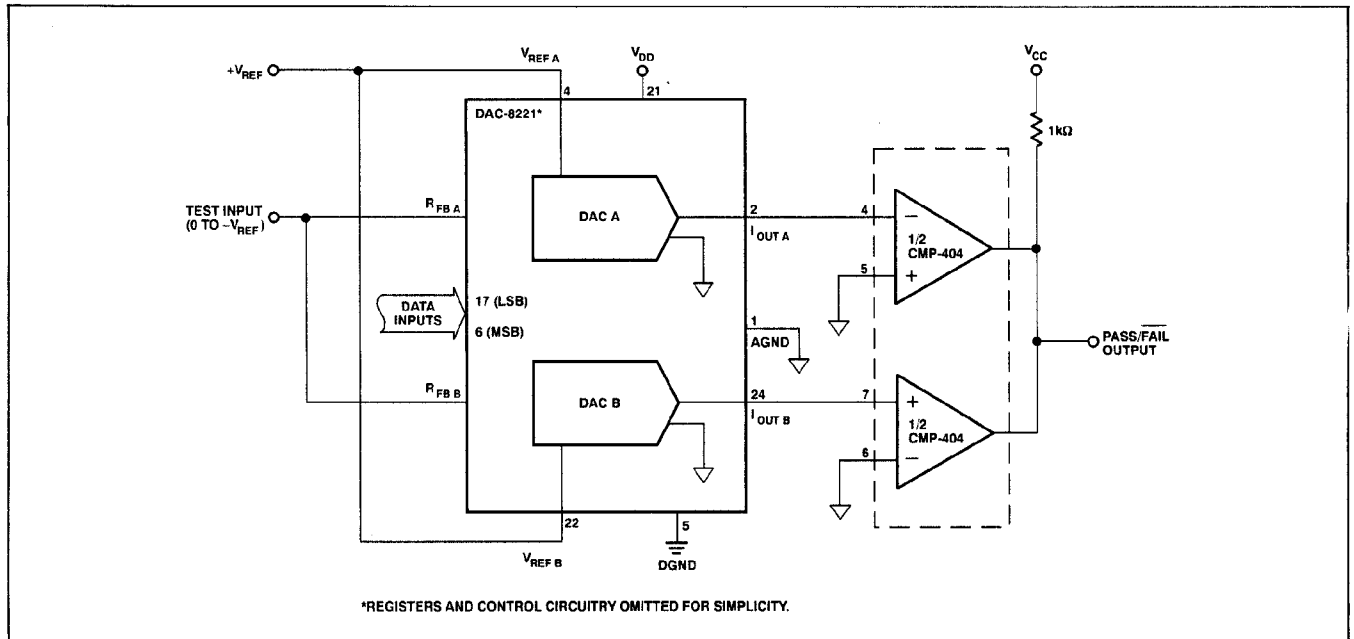 +V_REF
V_REF A
4
V_DD
21
V_CC
1kΩ
DAC-8221*
TEST INPUT
(0 TO –V_REF)
R_FB A
DAC A
2
I_OUT A
4
–
1/2
CMP-404
5
+
DATA
INPUTS
17 (LSB)
6 (MSB)
1
AGND
PASS/FAIL
OUTPUT
R_FB B
DAC B
24
I_OUT B
7
+
1/2
CMP-404
6
–
22
V_REF B
5
DGND
*REGISTERS AND CONTROL CIRCUITRY OMITTED FOR SIMPLICITY.